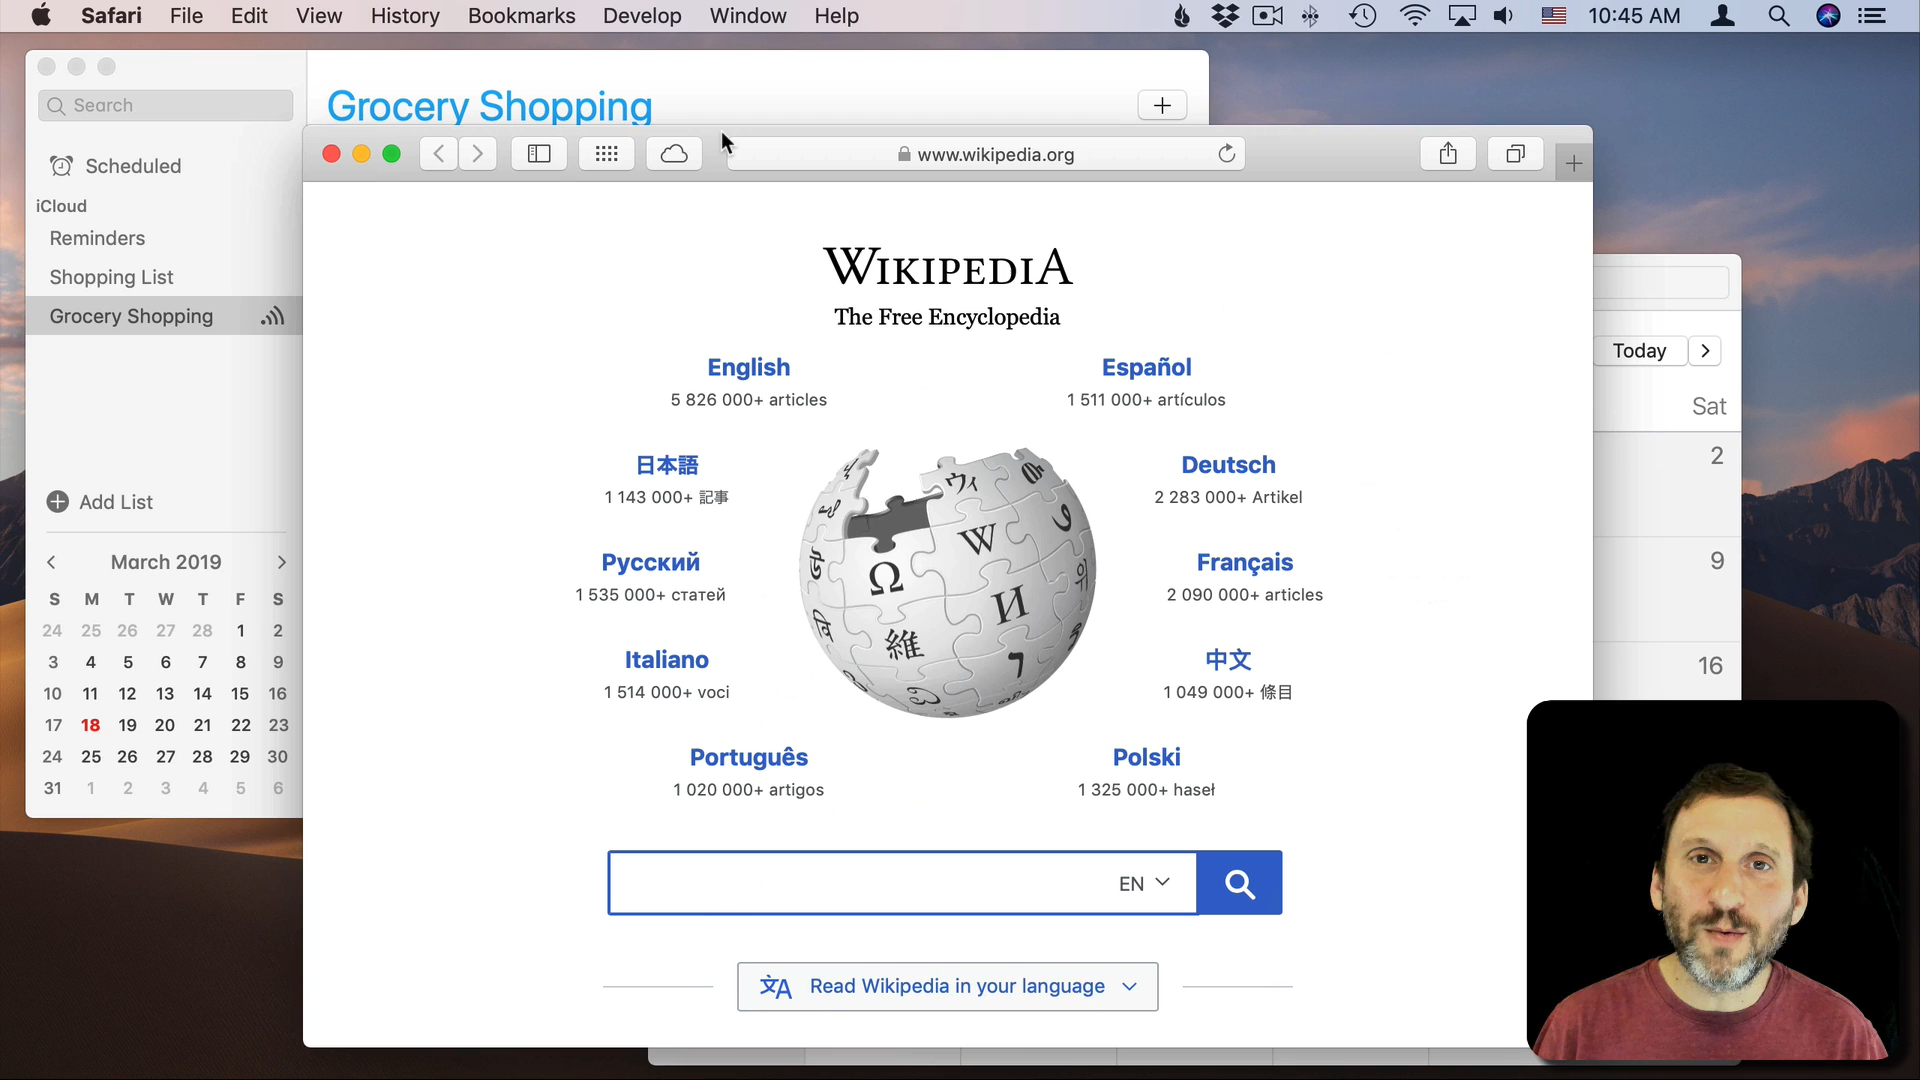 Safari File Edit View History Bookmarks Develop Window Help 10:45 AM
Search
Grocery Shopping
Scheduled
iCloud
Reminders
Shopping List
Grocery Shopping
Add List
March 2019
S M T W T F S
24 25 26 27 28 1 2
3 4 5 6 7 8 9
10 11 12 13 14 15 16
17 18 19 20 21 22 23
24 25 26 27 28 29 30
31 1 2 3 4 5 6
www.wikipedia.org
WIKIPEDIA
The Free Encyclopedia
English
5 826 000+ articles
Español
1 511 000+ artículos
日本語
1 143 000+ 記事
Deutsch
2 283 000+ Artikel
Русский
1 535 000+ статей
Français
2 090 000+ articles
Italiano
1 514 000+ voci
中文
1 049 000+ 條目
Português
1 020 000+ artigos
Polski
1 325 000+ haseł
ウィ
W
Ω
И
維
EN
Read Wikipedia in your language
Today
Sat
2
9
16